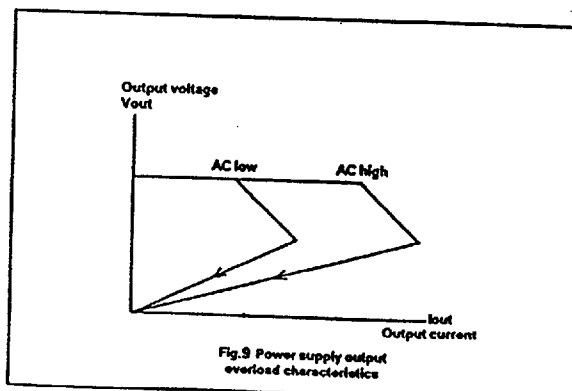 Output voltage
Vout
AC low
AC high
Iout
Output current
Fig.9 Power supply output
overload characteristics